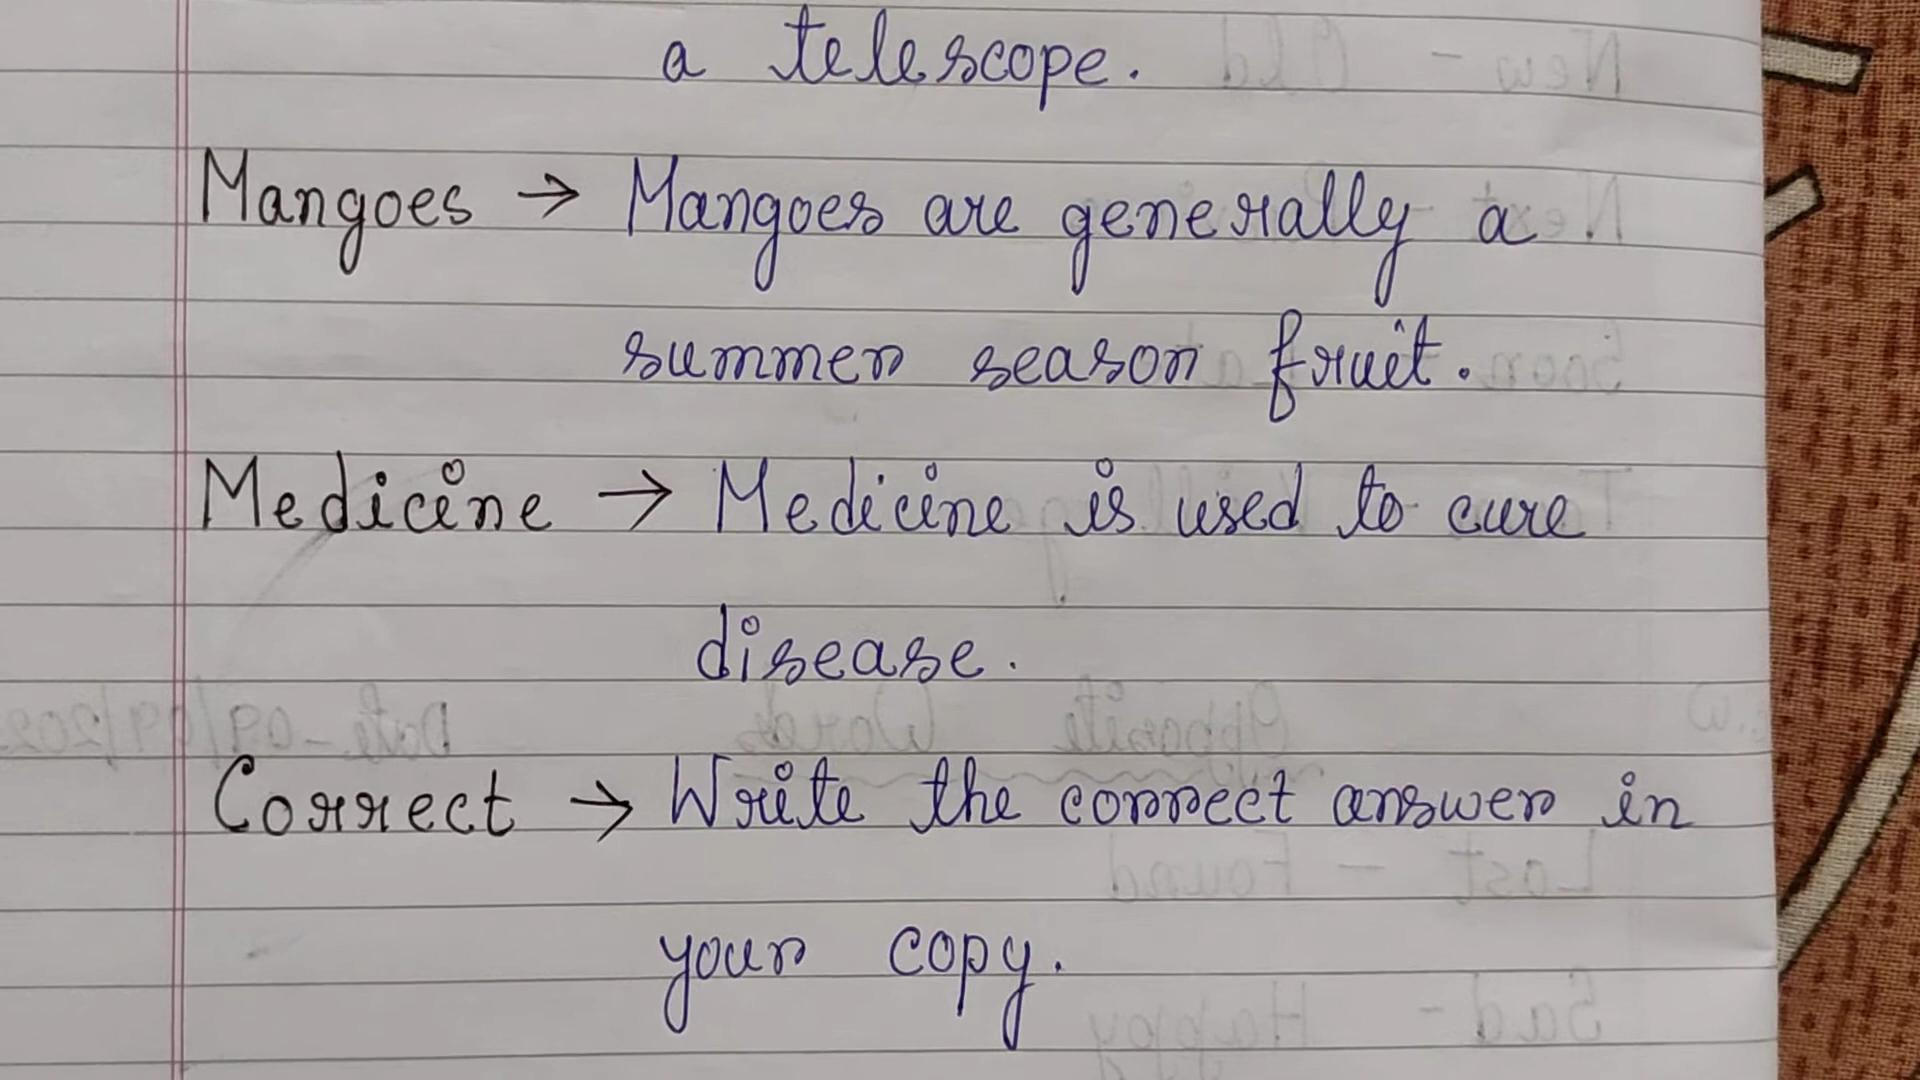 a telescope.
Mangoes → Mangoes are generally a
summer season fruit.
Medicine → Medicine is used to cure
disease.
Correct → Write the correct answer in
your copy.